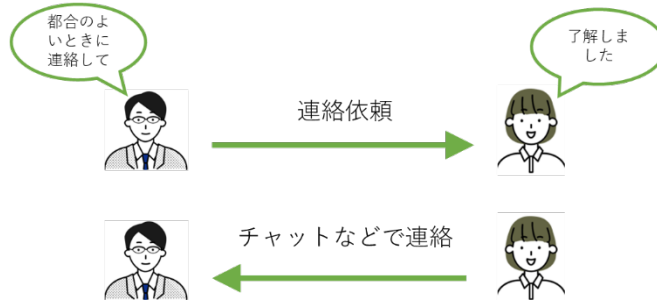 都合のよ
いときに
連絡して
了解しま
した
連絡依頼
チャットなどで連絡